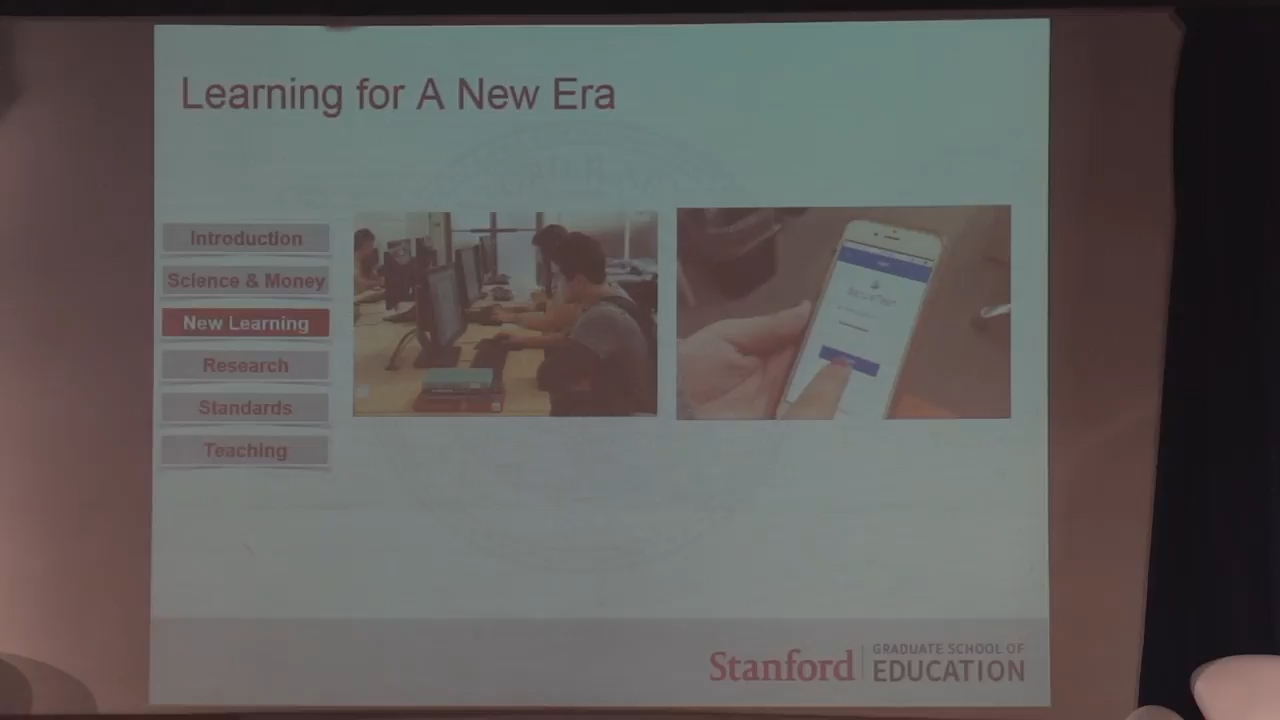 Learning for A New Era
Introduction
Science & Money
New Learning
Research
Standards
Teaching
Stanford
GRADUATE SCHOOL OF
EDUCATION